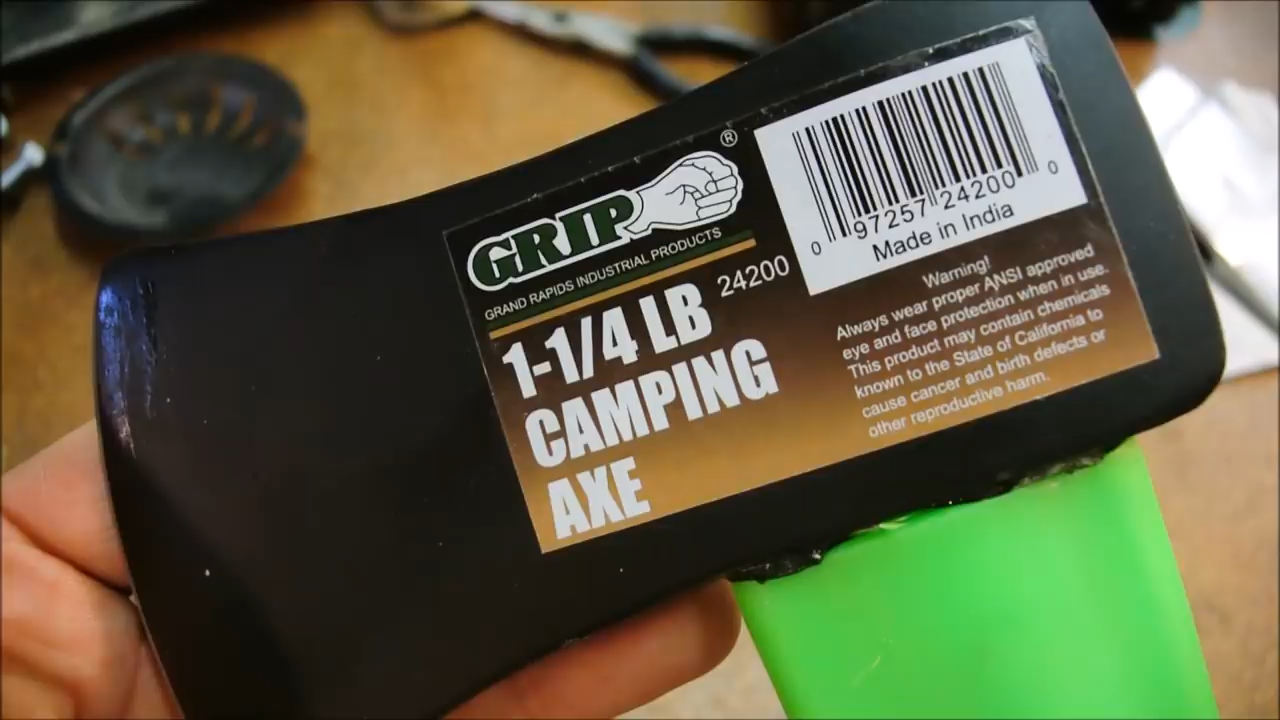 GRIP®
GRAND RAPIDS INDUSTRIAL PRODUCTS
24200
1-1/4 LB
CAMPING
AXE
0 97257 24200 0
Made in India
Warning!
Always wear proper ANSI approved
eye and face protection when in use.
This product may contain chemicals
known to the State of California to
cause cancer and birth defects or
other reproductive harm.